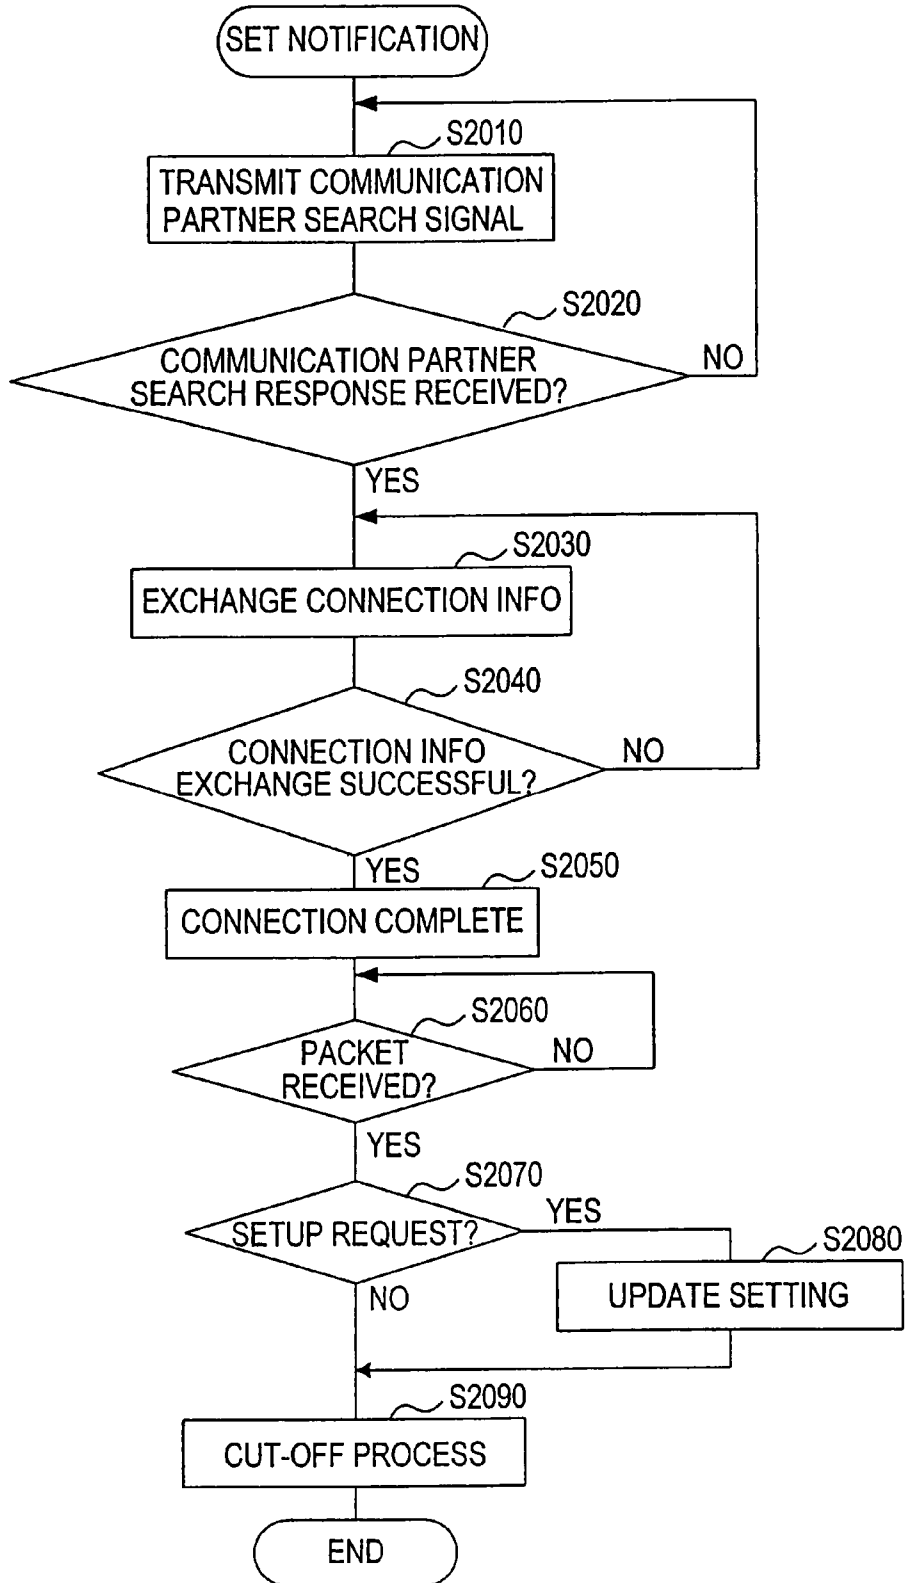 SET NOTIFICATION
S2010
TRANSMIT COMMUNICATION
PARTNER SEARCH SIGNAL
S2020
COMMUNICATION PARTNER
SEARCH RESPONSE RECEIVED?
NO
YES
S2030
EXCHANGE CONNECTION INFO
S2040
CONNECTION INFO
EXCHANGE SUCCESSFUL?
NO
YES
S2050
CONNECTION COMPLETE
S2060
PACKET
RECEIVED?
NO
YES
S2070
SETUP REQUEST?
YES
S2080
UPDATE SETTING
NO
S2090
CUT-OFF PROCESS
END